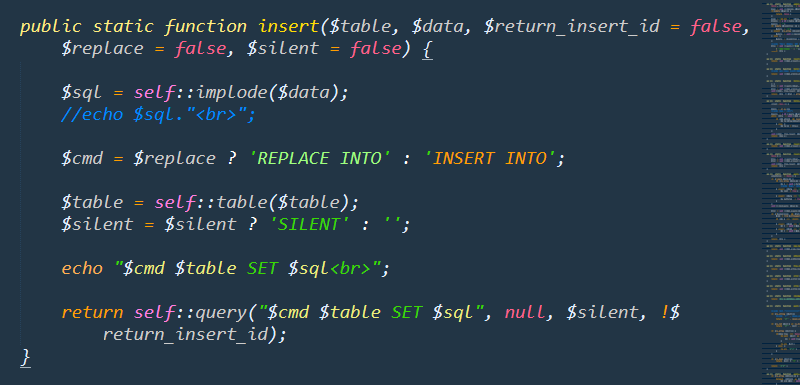 public static function insert($table, $data, $return_insert_id = false,
$replace = false, $silent = false) {
$sql = self::implode($data);
//echo $sql."<br>";
$cmd = $replace ? 'REPLACE INTO' : 'INSERT INTO';
$table = self::table($table);
$silent = $silent ? 'SILENT' : '';
echo "$cmd $table SET $sql<br>";
return self::query("$cmd $table SET $sql", null, $silent, !$
return_insert_id);
}